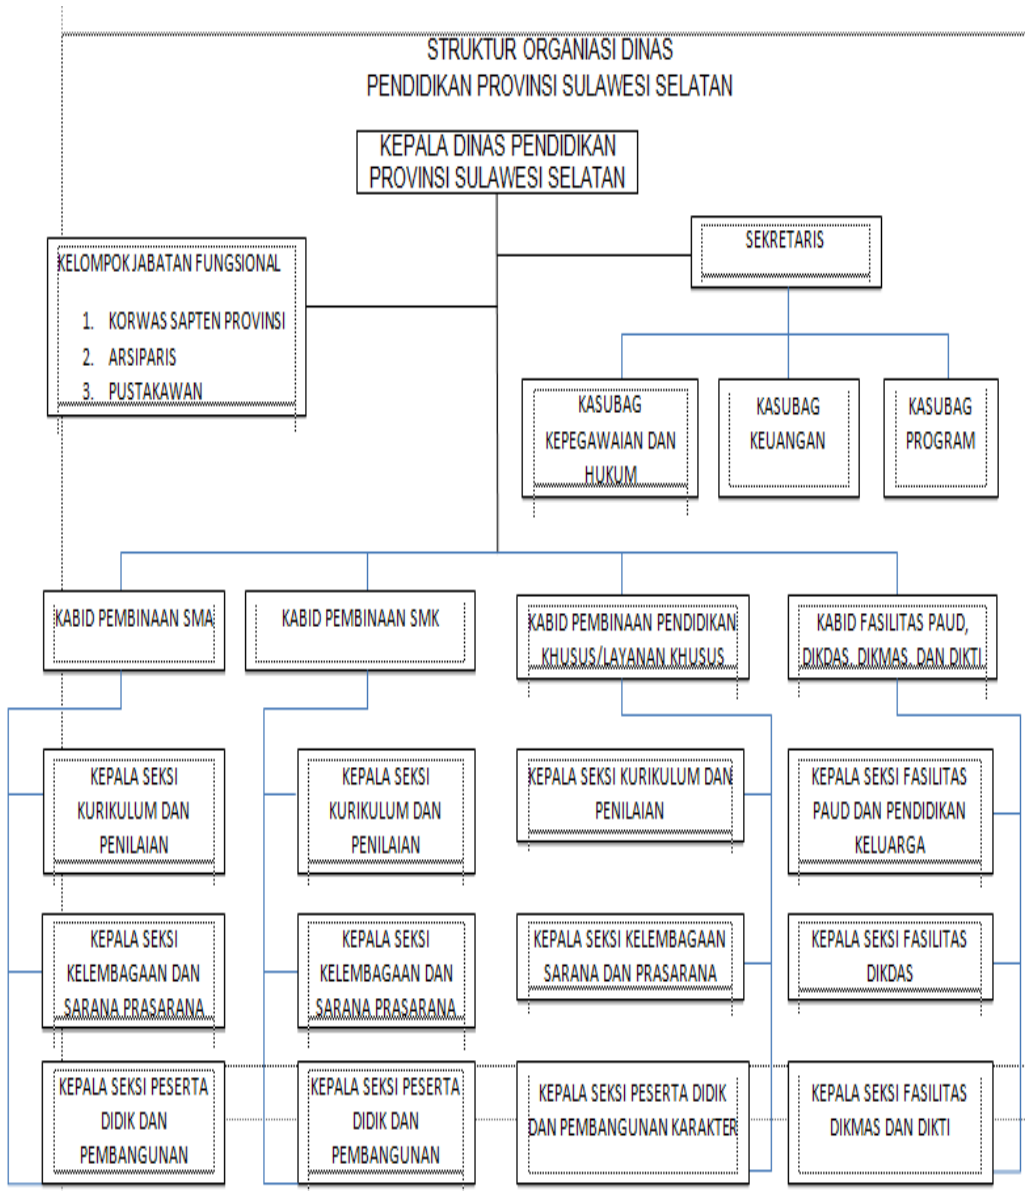 STRUKTUR ORGANIASI DINAS
PENDIDIKAN PROVINSI SULAWESI SELATAN
KEPALA DINAS PENDIDIKAN
PROVINSI SULAWESI SELATAN
SEKRETARIS
KELOMPOK JABATAN FUNGSIONAL
1. KORWAS SAPTEN PROVINSI
2. ARSIPARIS
3. PUSTAKAWAN
KASUBAG
KEPEGAWAIAN DAN
HUKUM
KASUBAG
KEUANGAN
KASUBAG
PROGRAM
KABID PEMBINAAN SMA
KABID PEMBINAAN SMK
KABID PEMBINAAN PENDIDIKAN
KHUSUS/LAYANAN KHUSUS
KABID FASILITAS PAUD,
DIKDAS, DIKMAS, DAN DIKTI
KEPALA SEKSI
KURIKULUM DAN
PENILAIAN
KEPALA SEKSI
KURIKULUM DAN
PENILAIAN
KEPALA SEKSI KURIKULUM DAN
PENILAIAN
KEPALA SEKSI FASILITAS
PAUD DAN PENDIDIKAN
KELUARGA
KEPALA SEKSI
KELEMBAGAAN DAN
SARANA PRASARANA
KEPALA SEKSI
KELEMBAGAAN DAN
SARANA PRASARANA
KEPALA SEKSI KELEMBAGAAN
SARANA DAN PRASARANA
KEPALA SEKSI FASILITAS
DIKDAS
KEPALA SEKSI PESERTA
DIDIK DAN
PEMBANGUNAN
KEPALA SEKSI PESERTA
DIDIK DAN
PEMBANGUNAN
KEPALA SEKSI PESERTA DIDIK
DAN PEMBANGUNAN KARAKTER
KEPALA SEKSI FASILITAS
DIKMAS DAN DIKTI